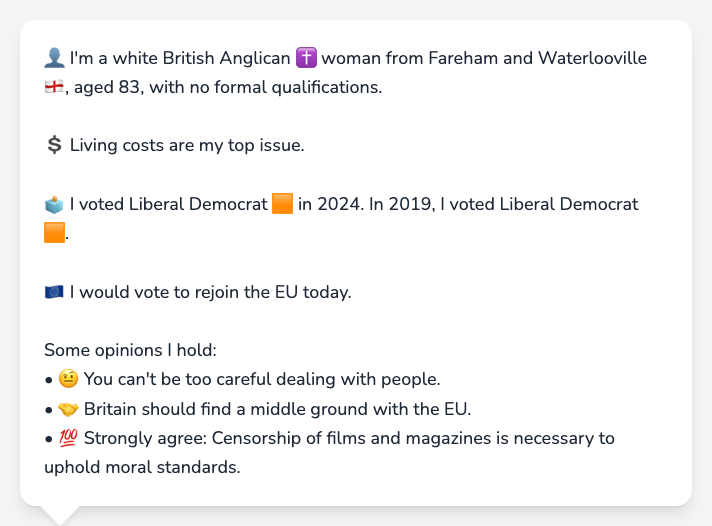 👤 I'm a white British Anglican ✝️ woman from Fareham and Waterlooville
🏴󠁧󠁢󠁥󠁮󠁧󠁿, aged 83, with no formal qualifications.
💲 Living costs are my top issue.
🗳️ I voted Liberal Democrat 🟧 in 2024. In 2019, I voted Liberal Democrat
🟧.
🇪🇺 I would vote to rejoin the EU today.
Some opinions I hold:
• 🤨 You can't be too careful dealing with people.
• 🤝 Britain should find a middle ground with the EU.
• 💯 Strongly agree: Censorship of films and magazines is necessary to
uphold moral standards.